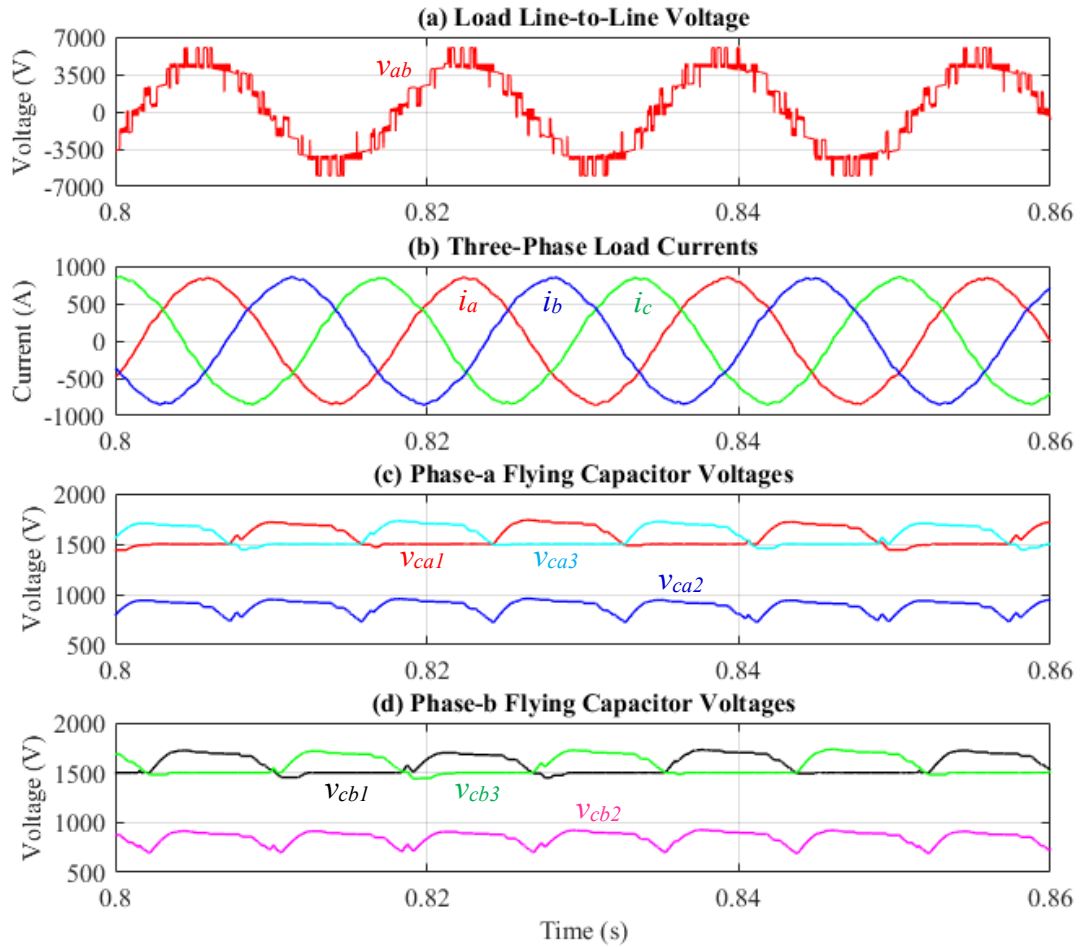 (a) Load Line-to-Line Voltage
7000
3500
0
-3500
-7000
Voltage (V)
vab
0.8 0.82 0.84 0.86
(b) Three-Phase Load Currents
1000
500
0
-500
-1000
Current (A)
ia ib ic
0.8 0.82 0.84 0.86
(c) Phase-a Flying Capacitor Voltages
2000
1500
1000
500
Voltage (V)
vca1 vca3 vca2
0.8 0.82 0.84 0.86
(d) Phase-b Flying Capacitor Voltages
2000
1500
1000
500
Voltage (V)
vcb1 vcb3 vcb2
0.8 0.82 0.84 0.86
Time (s)